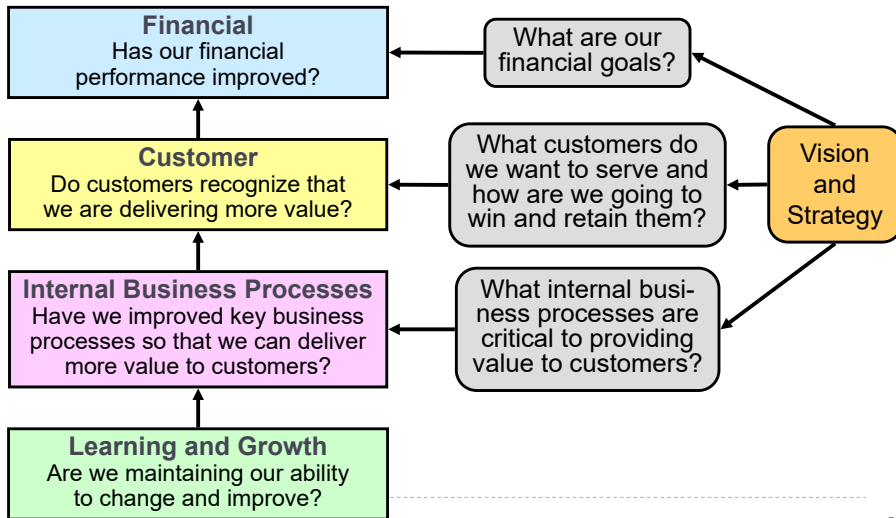 Financial
Has our financial
performance improved?
What are our
financial goals?
Customer
Do customers recognize that
we are delivering more value?
What customers do
we want to serve and
how are we going to
win and retain them?
Vision
and
Strategy
Internal Business Processes
Have we improved key business
processes so that we can deliver
more value to customers?
What internal busi-
ness processes are
critical to providing
value to customers?
Learning and Growth
Are we maintaining our ability
to change and improve?